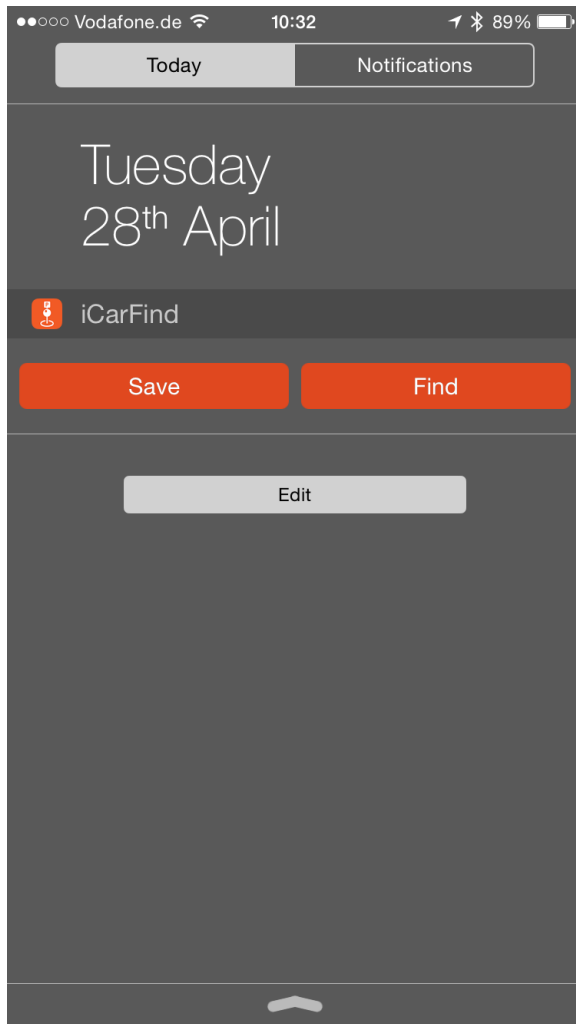 Vodafone.de 10:32 89%
Today Notifications
Tuesday
28th April
iCarFind
Save Find
Edit